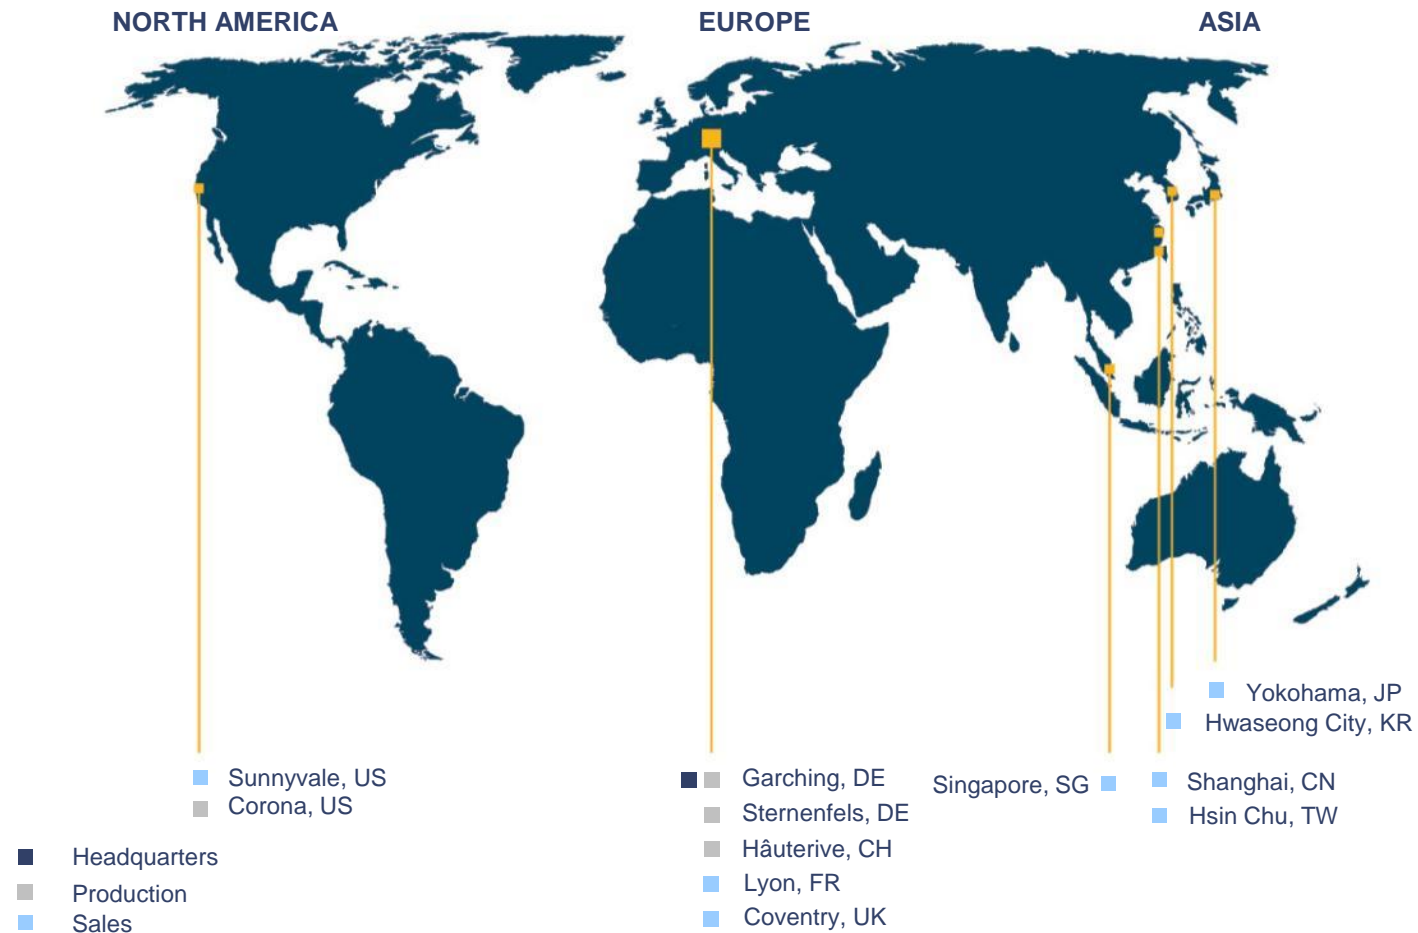 NORTH AMERICA
EUROPE
ASIA
Yokohama, JP
Hwaseong City, KR
Sunnyvale, US
Corona, US
Garching, DE
Sternenfels, DE
Hâuterive, CH
Lyon, FR
Coventry, UK
Singapore, SG
Shanghai, CN
Hsin Chu, TW
Headquarters
Production
Sales